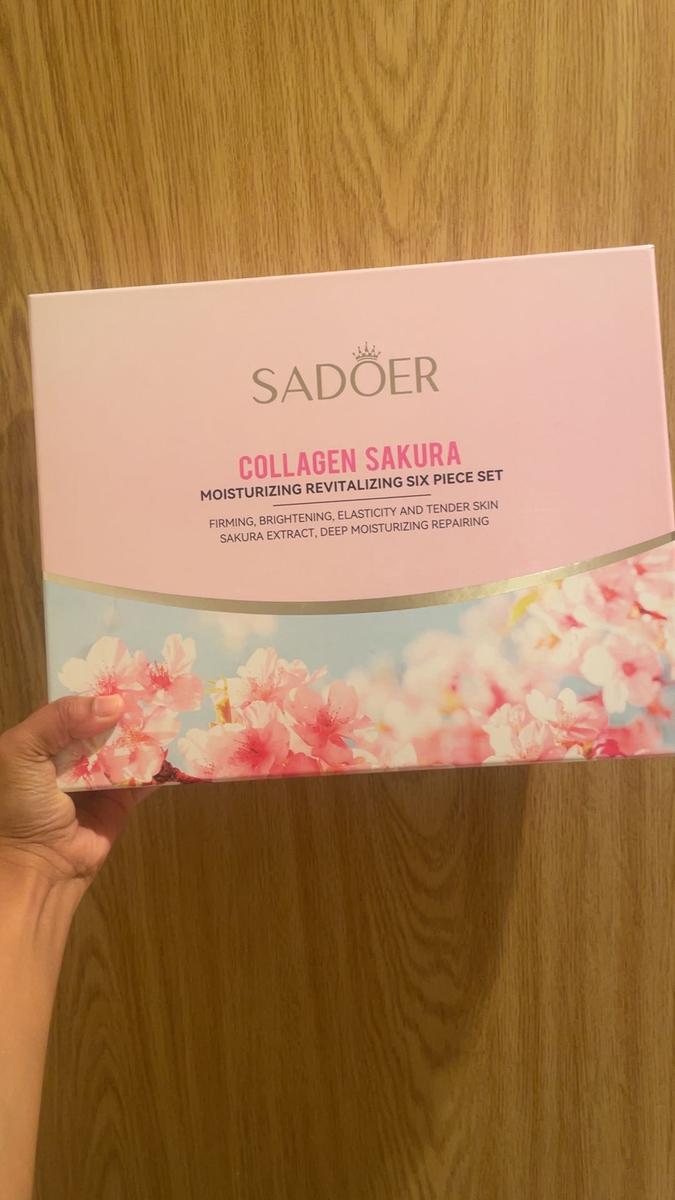 SADOER
COLLAGEN SAKURA
MOISTURIZING REVITALIZING SIX PIECE SET
FIRMING, BRIGHTENING, ELASTICITY AND TENDER SKIN
SAKURA EXTRACT, DEEP MOISTURIZING REPAIRING